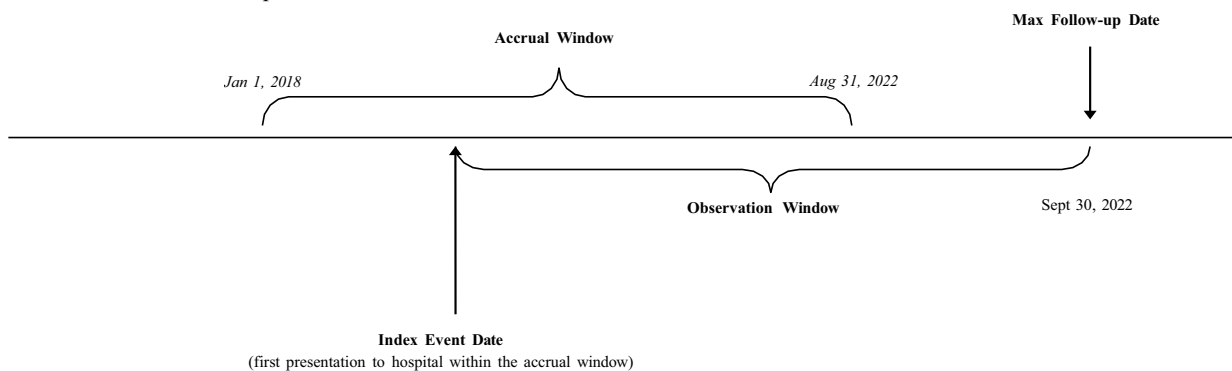 Max Follow-up Date
Accrual Window
Jan 1, 2018
Aug 31, 2022
Observation Window
Sept 30, 2022
Index Event Date
(first presentation to hospital within the accrual window)